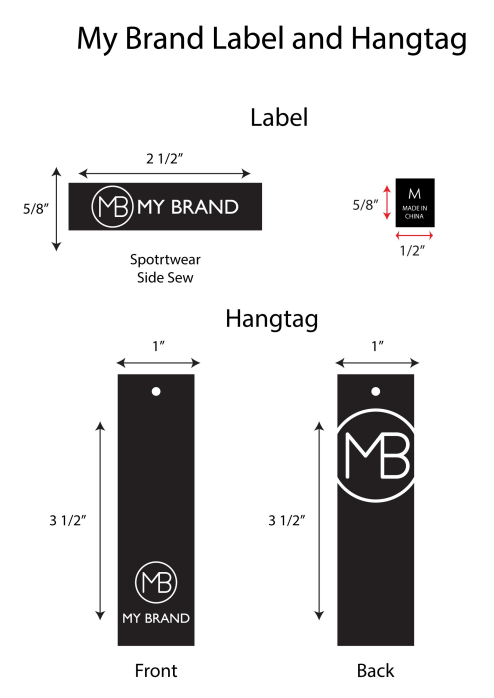 My Brand Label and Hangtag
Label
2 1/2”
5/8”
MB MY BRAND
Spotrtwear
Side Sew
5/8”
M
MADE IN
CHINA
1/2”
Hangtag
1”
3 1/2”
MB
MY BRAND
Front
1”
3 1/2”
MB
Back